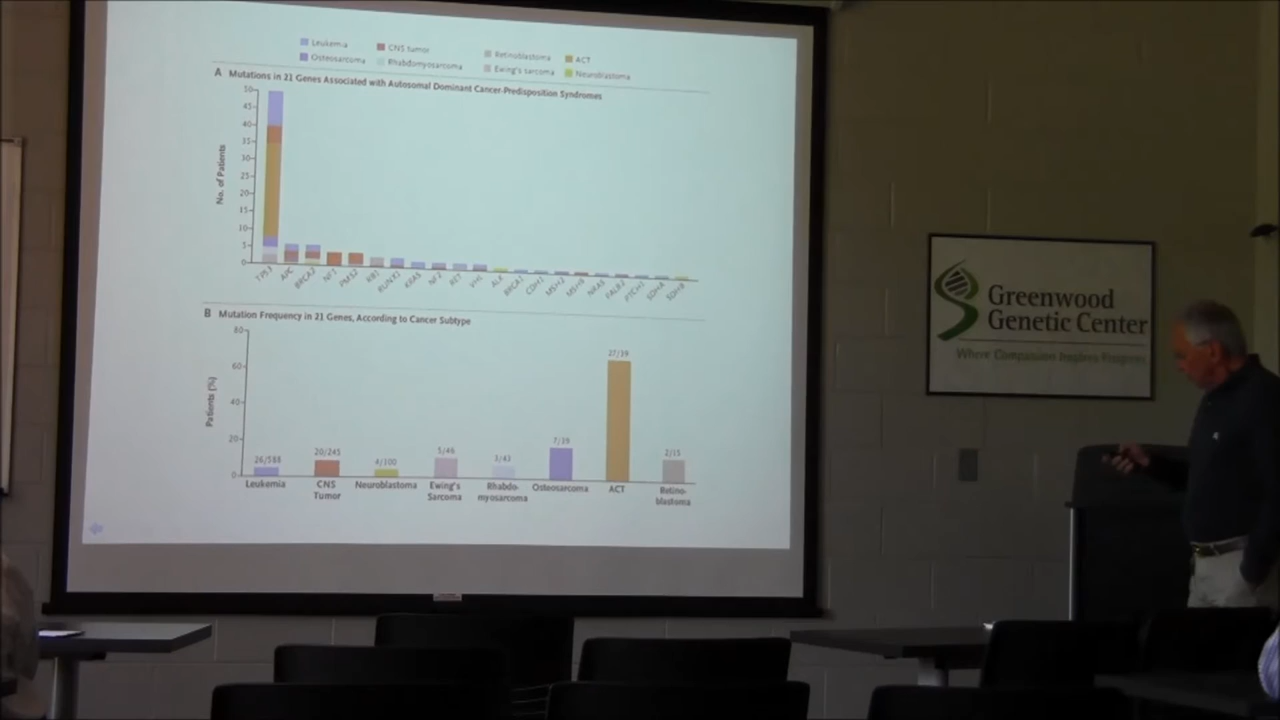 Leukemia CNS tumor Retinoblastoma ACT
Osteosarcoma Rhabdomyosarcoma Ewing's sarcoma Neuroblastoma
A Mutations in 21 Genes Associated with Autosomal Dominant Cancer-Predisposition Syndromes
No. of Patients
50
45
40
35
30
25
20
15
10
5
0
TP53 APC BRCA2 NF1 PMS2 RB1 RUNX1 KRAS NF2 RET VHL ALK BRCA1 CDH1 MSH2 MSH6 NRAS PALB2 PTCH1 SDHA SDHB
B Mutation Frequency in 21 Genes, According to Cancer Subtype
Patients (%)
80
60
40
20
0
26/588 20/245 4/100 5/46 3/43 7/39 27/39 2/15
Leukemia CNS Neuroblastoma Ewing's Rhabdo- Osteosarcoma ACT Retino-
Tumor Sarcoma myosarcoma blastoma
Greenwood
Genetic Center
Where Compassion Inspires Progress